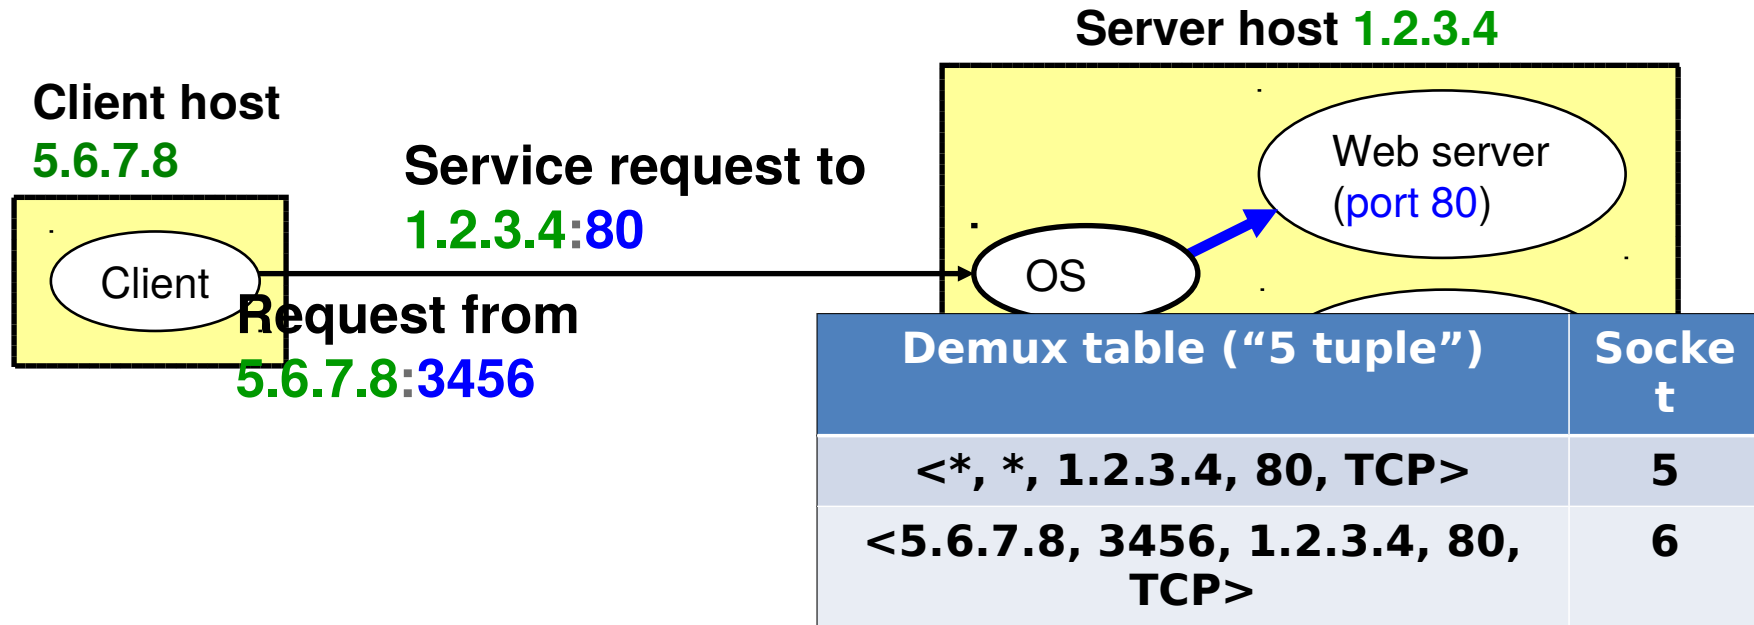 Server host 1.2.3.4
Client host
5.6.7.8
Service request to
1.2.3.4:80
Web server
(port 80)
Client
OS
Request from
5.6.7.8:3456
Demux table (“5 tuple”)
Socke
t
<*, *, 1.2.3.4, 80, TCP>
5
<5.6.7.8, 3456, 1.2.3.4, 80,
TCP>
6